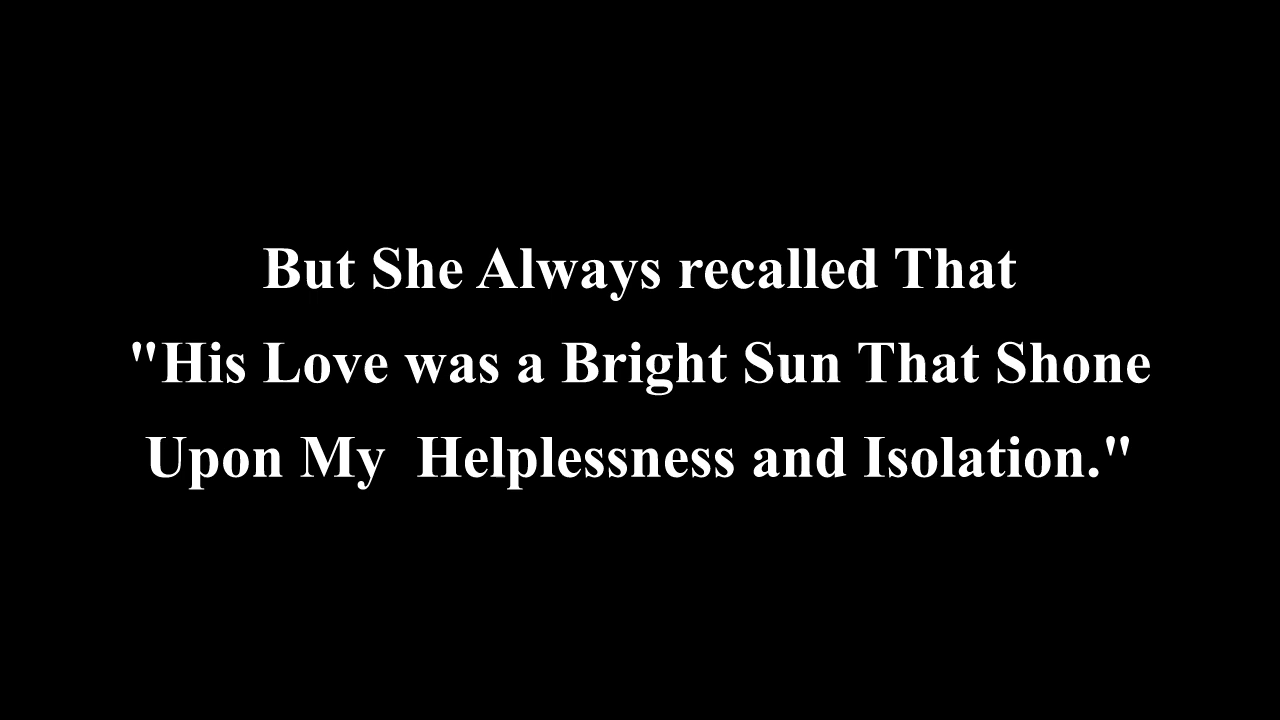 But She Always recalled That
"His Love was a Bright Sun That Shone
Upon My  Helplessness and Isolation."